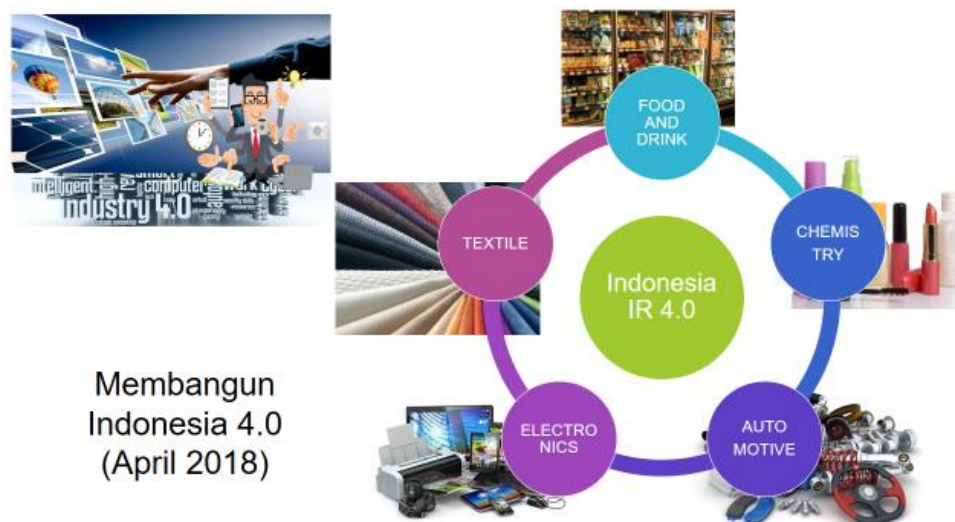 intelligent
computer
industry 4.0
FOOD
AND
DRINK
TEXTILE
CHEMIS
TRY
Indonesia
IR 4.0
ELECTRO
NICS
AUTO
MOTIVE
Membangun
Indonesia 4.0
(April 2018)